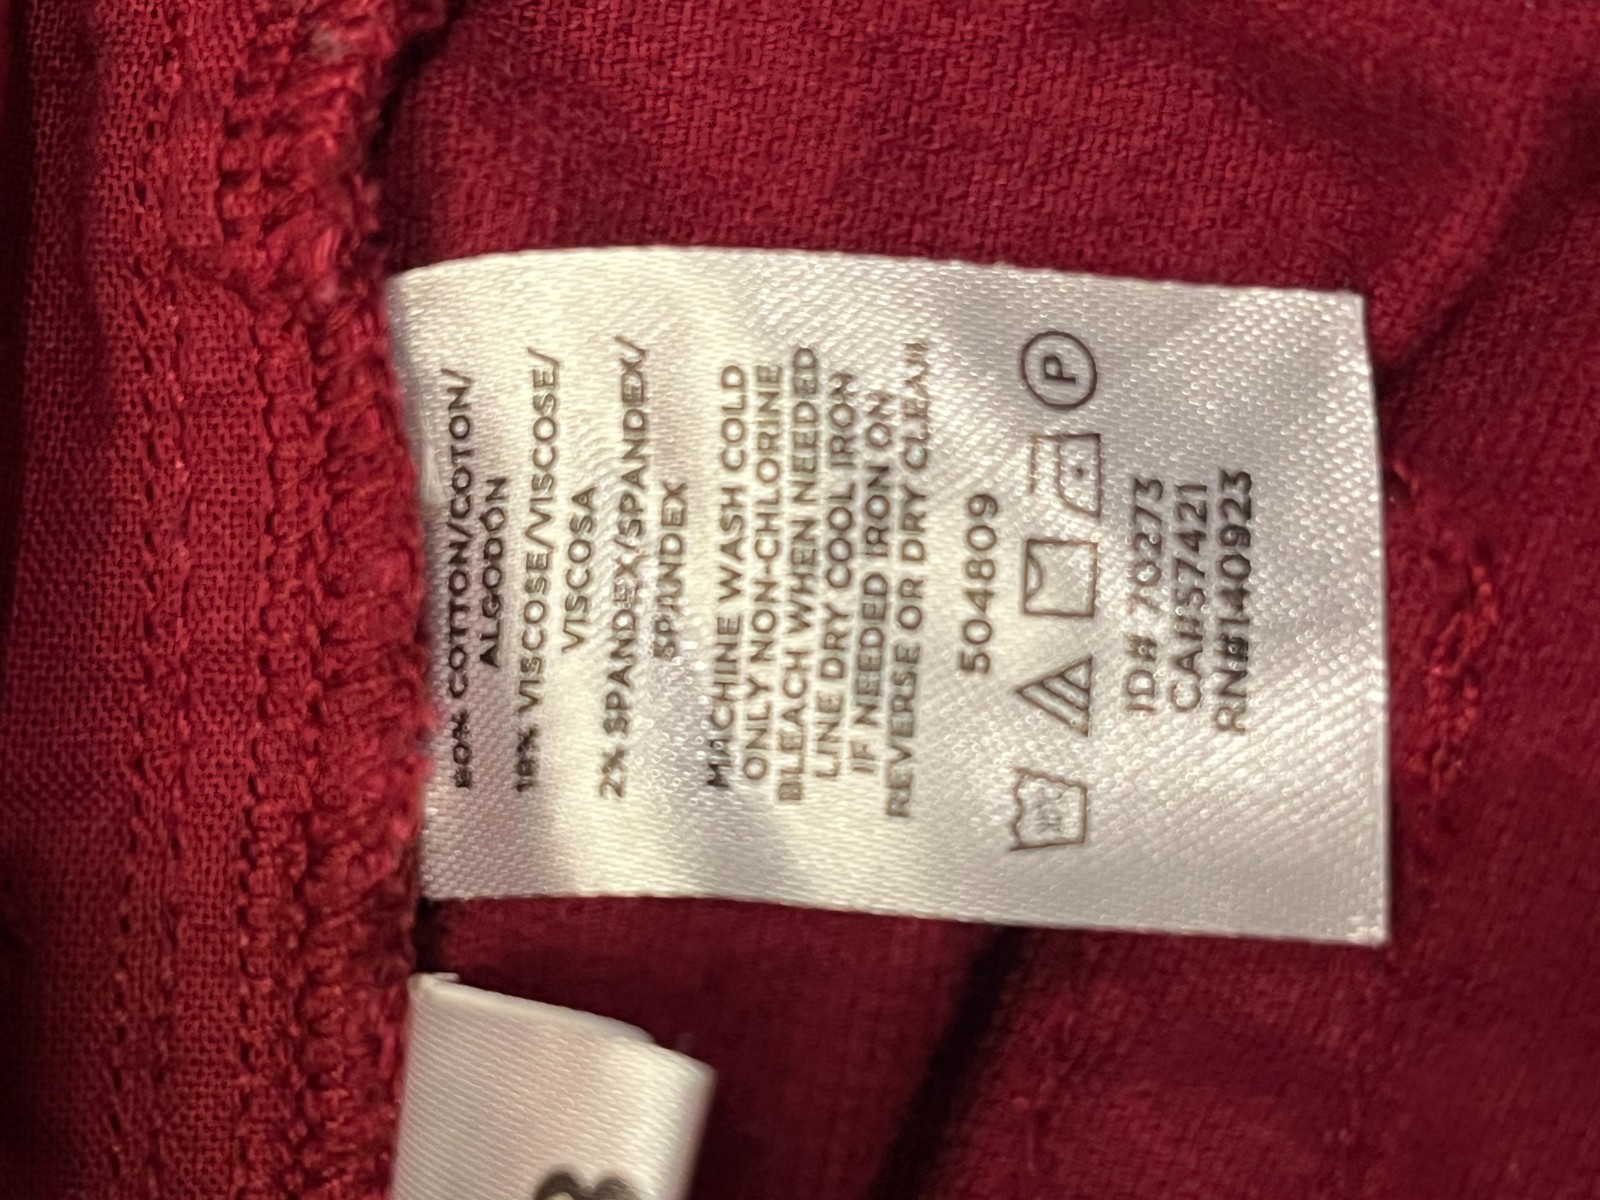 80% COTTON/COTON/
ALGODÓN
18% VISCOSE/VISCOSE/
VISCOSA
2% SPANDEX/SPANDEX/
SPANDEX
MACHINE WASH COLD
ONLY NON-CHLORINE
BLEACH WHEN NEEDED
LINE DRY COOL IRON
IF NEEDED IRON ON
REVERSE OR DRY CLEAN
504809
P
ID# 70273
CA#57421
RN#140923